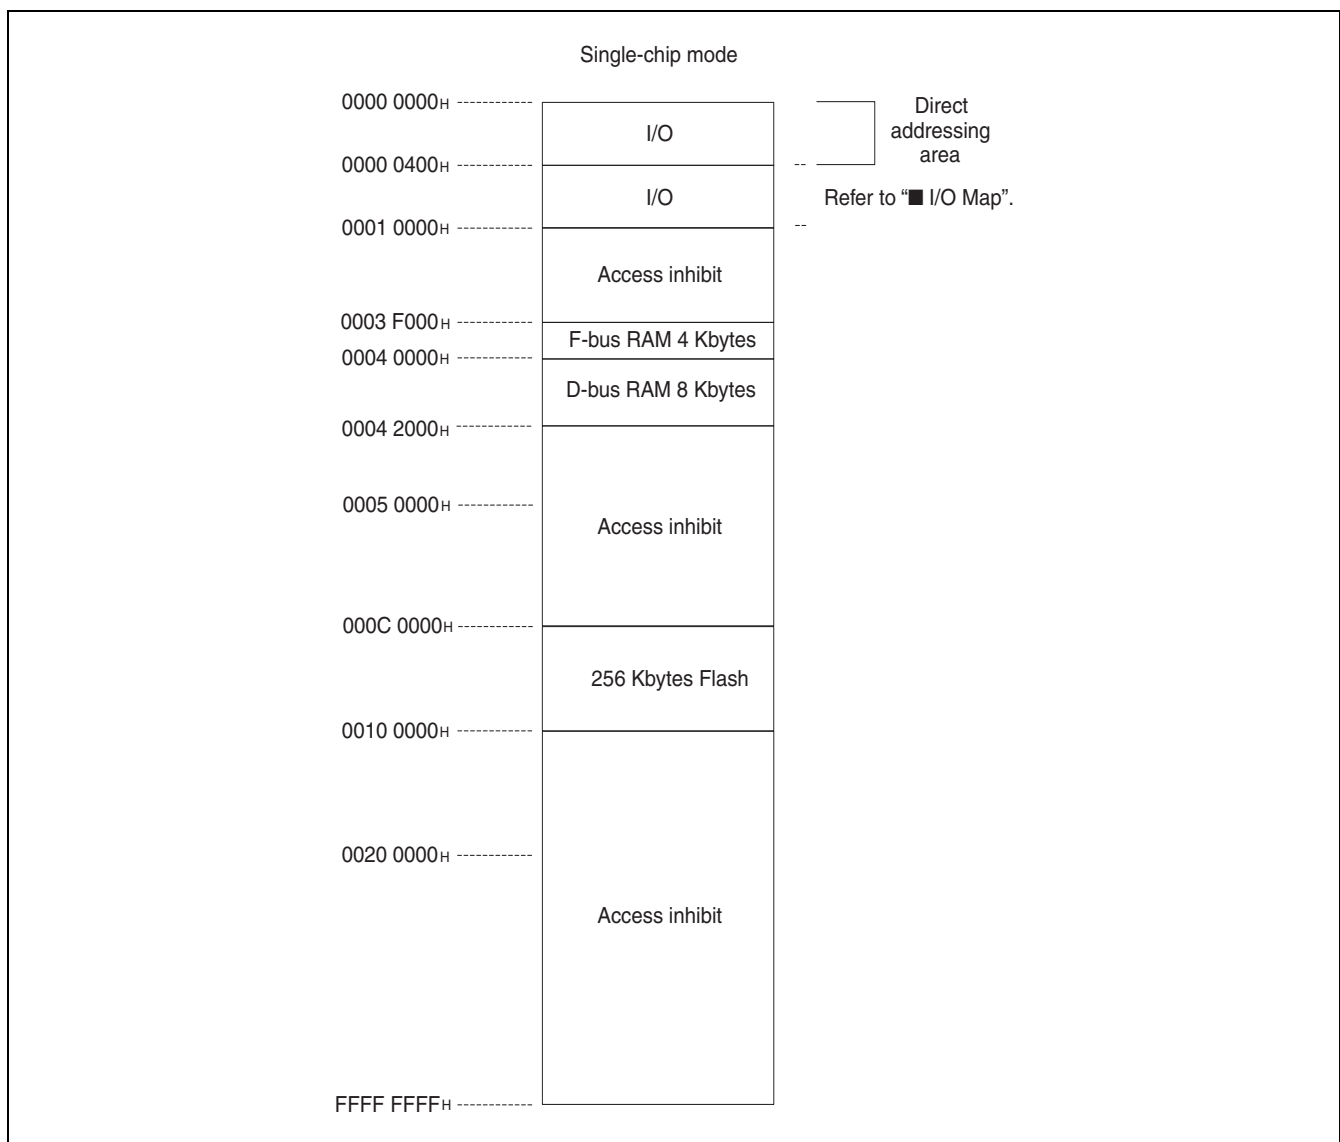 Single-chip mode
0000 0000H
I/O
Direct
addressing
area
0000 0400H
I/O
Refer to “■ I/O Map”.
0001 0000H
Access inhibit
0003 F000H
F-bus RAM 4 Kbytes
0004 0000H
D-bus RAM 8 Kbytes
0004 2000H
0005 0000H
Access inhibit
000C 0000H
256 Kbytes Flash
0010 0000H
0020 0000H
Access inhibit
FFFF FFFFH